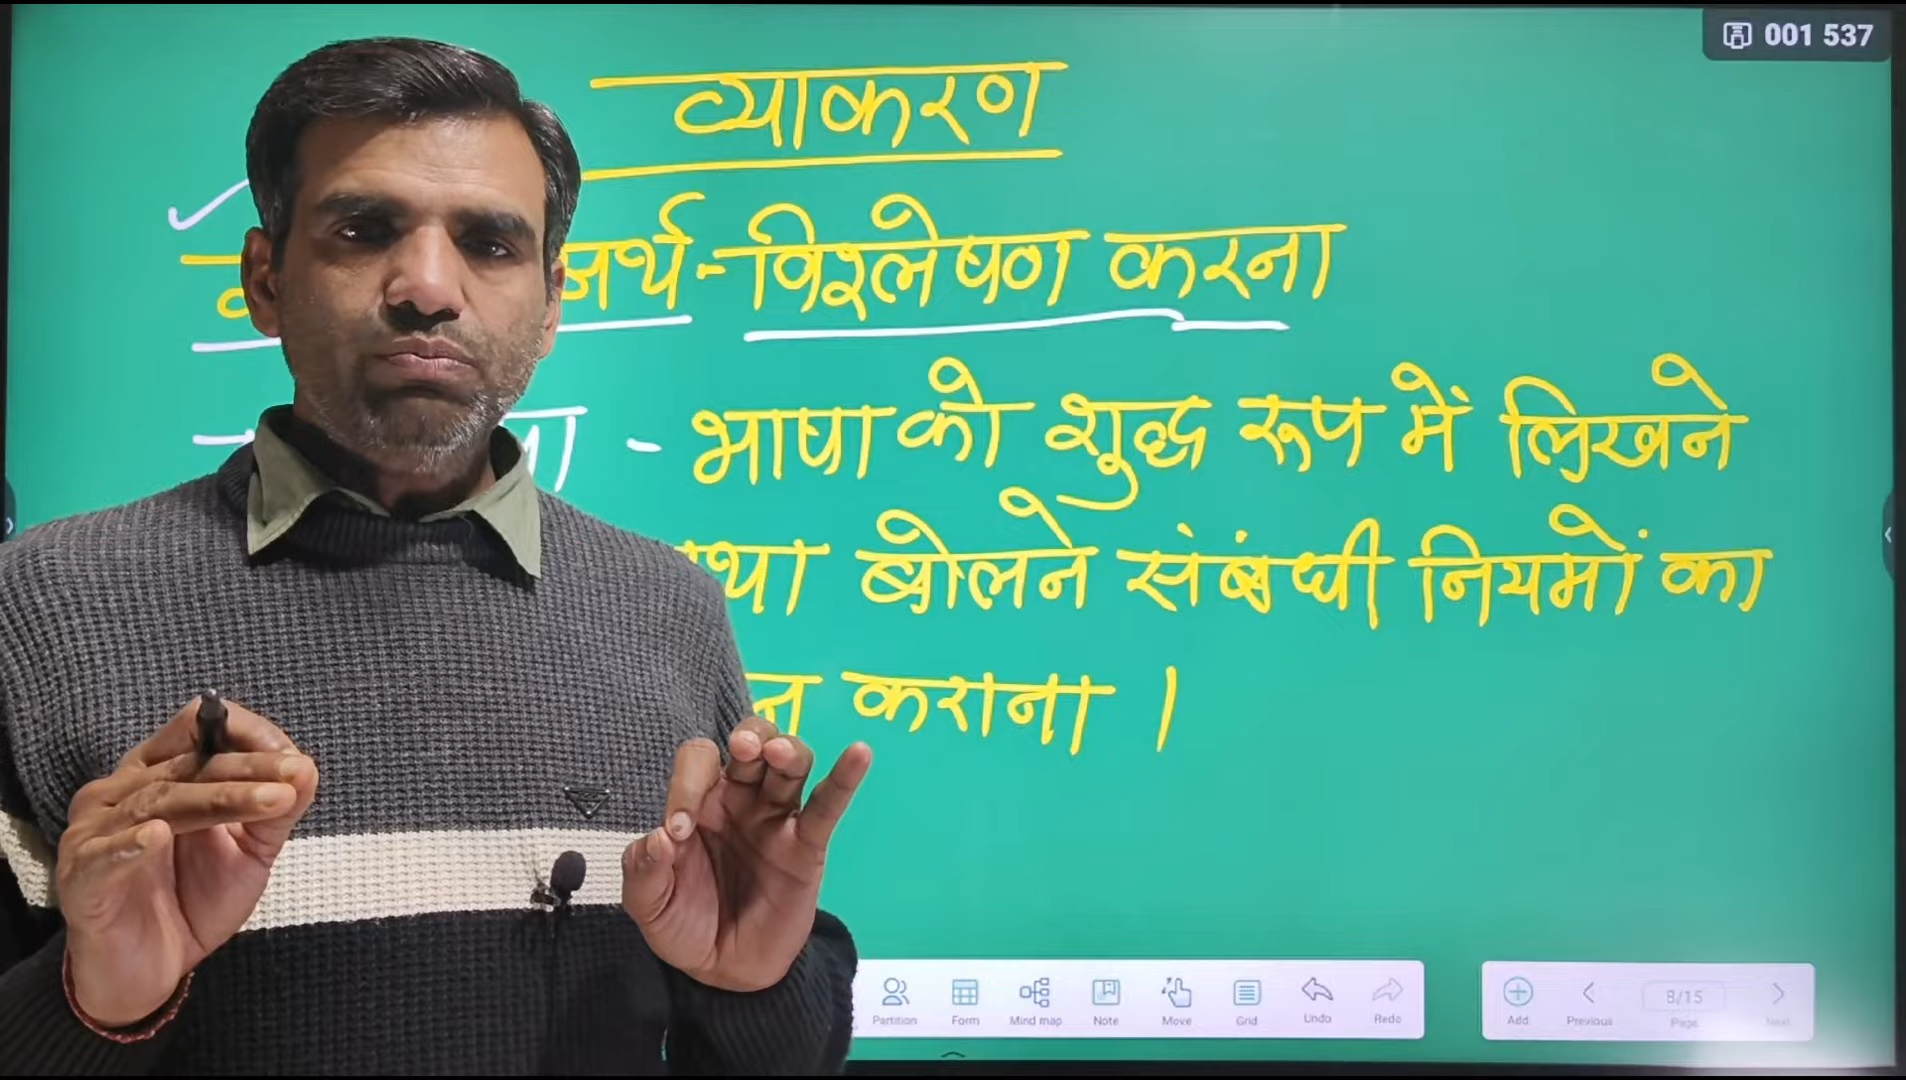 001 537
व्याकरण
अर्थ - विश्लेषण करना
- भाषा को शुद्ध रूप में लिखने
बोलने संबंधी नियमों का
कराना ।
Partition Form Mind map Note Move Grid Undo Redo Add Previous 8/15 Page Next